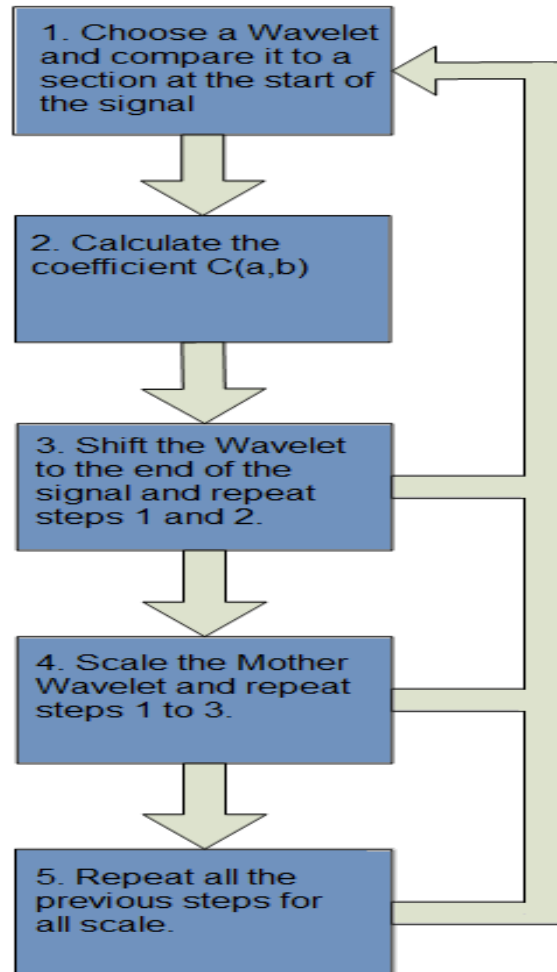 1. Choose a Wavelet
and compare it to a
section at the start of
the signal
2. Calculate the
coefficient C(a,b)
3. Shift the Wavelet
to the end of the
signal and repeat
steps 1 and 2.
4. Scale the Mother
Wavelet and repeat
steps 1 to 3.
5. Repeat all the
previous steps for
all scale.